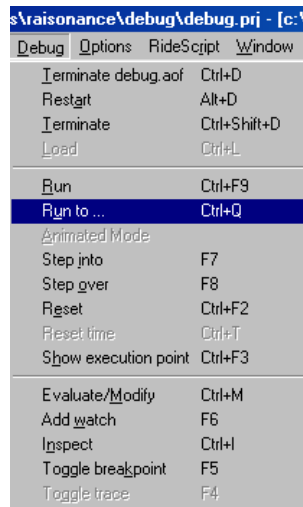 s\raisonance\debug\debug.prj - [c:\
Debug Options RideScript Window
Terminate debug.aof Ctrl+D
Restart Alt+D
Terminate Ctrl+Shift+D
Load Ctrl+L
Run Ctrl+F9
Run to ... Ctrl+Q
Animated Mode
Step into F7
Step over F8
Reset Ctrl+F2
Reset time Ctrl+T
Show execution point Ctrl+F3
Evaluate/Modify Ctrl+M
Add watch F6
Inspect Ctrl+I
Toggle breakpoint F5
Toggle trace F4